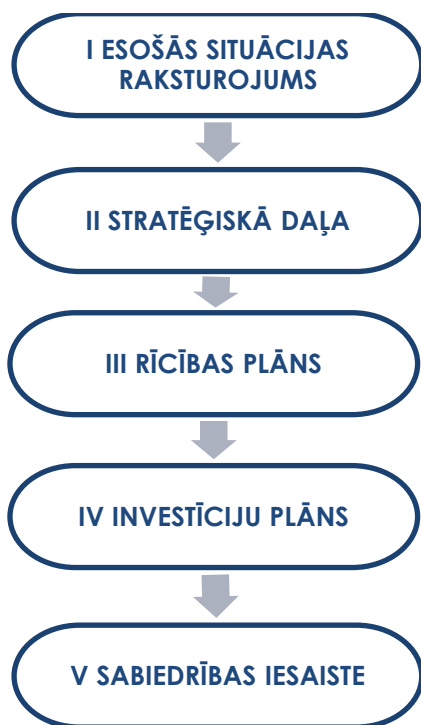 I ESOŠĀS SITUĀCIJAS
RAKSTUROJUMS
II STRATĒĢISKĀ DAĻA
III RĪCĪBAS PLĀNS
IV INVESTĪCIJU PLĀNS
V SABIEDRĪBAS IESAISTE